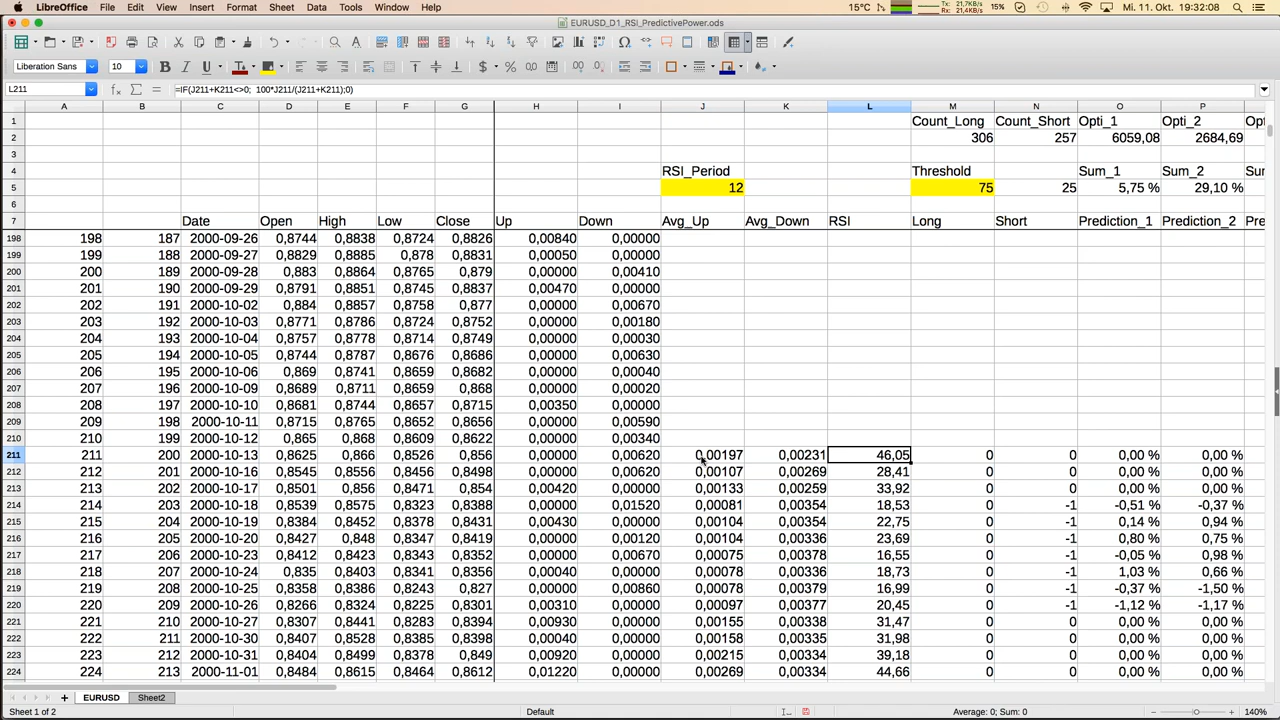 LibreOffice File Edit View Insert Format Sheet Data Tools Window Help 15°C Tx: 21,7K/s Rx: 21,4K/s 15% Mi. 11. Okt. 19:32:08
EURUSD_D1_RSI_PredictivePower.ods
Liberation Sans 10
L211 =IF(J211+K211<>0; 100*J211/(J211+K211);0)
A B C D E F G H I J K L M N O P
1 Count_Long Count_Short Opti_1 Opti_2 Opt
2 306 257 6059,08 2684,69
3
4 RSI_Period Threshold Sum_1 Sum_2 Sum
5 12 75 25 5,75 % 29,10 %
6
7 Date Open High Low Close Up Down Avg_Up Avg_Down RSI Long Short Prediction_1 Prediction_2 Pre
198 198 187 2000-09-26 0,8744 0,8838 0,8724 0,8826 0,00840 0,00000
199 199 188 2000-09-27 0,8829 0,8885 0,878 0,8831 0,00050 0,00000
200 200 189 2000-09-28 0,883 0,8864 0,8765 0,879 0,00000 0,00410
201 201 190 2000-09-29 0,8791 0,8851 0,8745 0,8837 0,00470 0,00000
202 202 191 2000-10-02 0,884 0,8857 0,8758 0,877 0,00000 0,00670
203 203 192 2000-10-03 0,8771 0,8786 0,8724 0,8752 0,00000 0,00180
204 204 193 2000-10-04 0,8757 0,8778 0,8714 0,8749 0,00000 0,00030
205 205 194 2000-10-05 0,8744 0,8787 0,8676 0,8686 0,00000 0,00630
206 206 195 2000-10-06 0,869 0,8741 0,8659 0,8682 0,00000 0,00040
207 207 196 2000-10-09 0,8689 0,8711 0,8659 0,868 0,00000 0,00020
208 208 197 2000-10-10 0,8681 0,8744 0,8657 0,8715 0,00350 0,00000
209 209 198 2000-10-11 0,8715 0,8765 0,8652 0,8656 0,00000 0,00590
210 210 199 2000-10-12 0,865 0,868 0,8609 0,8622 0,00000 0,00340
211 211 200 2000-10-13 0,8625 0,866 0,8526 0,856 0,00000 0,00620 0,00197 0,00231 46,05 0 0 0,00 % 0,00 %
212 212 201 2000-10-16 0,8545 0,8556 0,8456 0,8498 0,00000 0,00620 0,00107 0,00269 28,41 0 0 0,00 % 0,00 %
213 213 202 2000-10-17 0,8501 0,856 0,8471 0,854 0,00420 0,00000 0,00133 0,00259 33,92 0 0 0,00 % 0,00 %
214 214 203 2000-10-18 0,8539 0,8575 0,8323 0,8388 0,00000 0,01520 0,00081 0,00354 18,53 0 -1 -0,51 % -0,37 %
215 215 204 2000-10-19 0,8384 0,8452 0,8378 0,8431 0,00430 0,00000 0,00104 0,00354 22,75 0 -1 0,14 % 0,94 %
216 216 205 2000-10-20 0,8427 0,848 0,8347 0,8419 0,00000 0,00120 0,00104 0,00336 23,69 0 -1 0,80 % 0,75 %
217 217 206 2000-10-23 0,8412 0,8423 0,8343 0,8352 0,00000 0,00670 0,00075 0,00378 16,55 0 -1 -0,05 % 0,98 %
218 218 207 2000-10-24 0,835 0,8403 0,8341 0,8356 0,00040 0,00000 0,00078 0,00336 18,73 0 -1 1,03 % 0,66 %
219 219 208 2000-10-25 0,8358 0,8386 0,8243 0,827 0,00000 0,00860 0,00078 0,00379 16,99 0 -1 -0,37 % -1,50 %
220 220 209 2000-10-26 0,8266 0,8324 0,8225 0,8301 0,00310 0,00000 0,00097 0,00377 20,45 0 -1 -1,12 % -1,17 %
221 221 210 2000-10-27 0,8307 0,8441 0,8283 0,8394 0,00930 0,00000 0,00155 0,00338 31,47 0 0 0,00 % 0,00 %
222 222 211 2000-10-30 0,8407 0,8528 0,8385 0,8398 0,00040 0,00000 0,00158 0,00335 31,98 0 0 0,00 % 0,00 %
223 223 212 2000-10-31 0,8404 0,8499 0,8378 0,849 0,00920 0,00000 0,00215 0,00334 39,18 0 0 0,00 % 0,00 %
224 224 213 2000-11-01 0,8484 0,8615 0,8464 0,8612 0,01220 0,00000 0,00269 0,00334 44,66 0 0 0,00 % 0,00 %
EURUSD Sheet2
Sheet 1 of 2 Default Average: 0; Sum: 0 140%